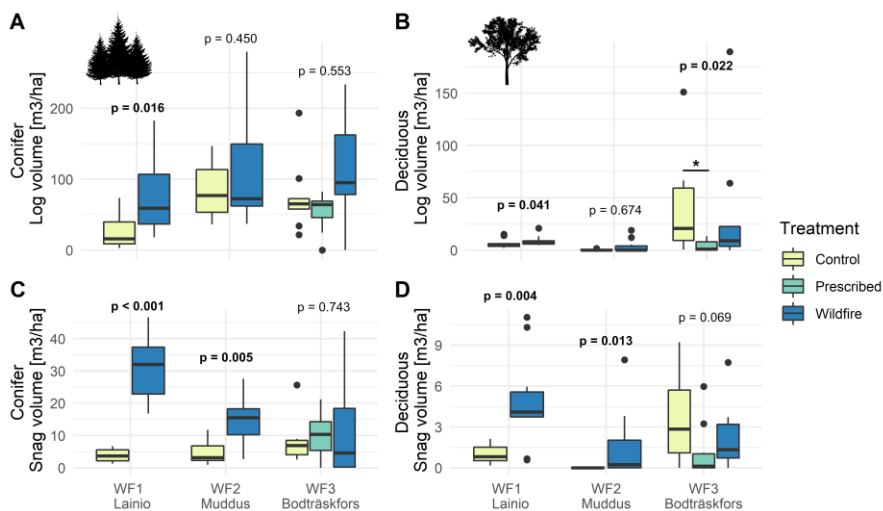 A
p = 0.450
p = 0.553
p = 0.016
Conifer
Log volume [m3/ha]
200
100
0
B
p = 0.022
p = 0.041
p = 0.674
Deciduous
Log volume [m3/ha]
150
100
50
0
C
p < 0.001
p = 0.005
p = 0.743
Conifer
Snag volume [m3/ha]
40
30
20
10
0
WF1
Lainio
WF2
Muddus
WF3
Bodträskfors
D
p = 0.004
p = 0.013
p = 0.069
Deciduous
Snag volume [m3/ha]
9
6
3
0
WF1
Lainio
WF2
Muddus
WF3
Bodträskfors
*
Treatment
Control
Prescribed
Wildfire